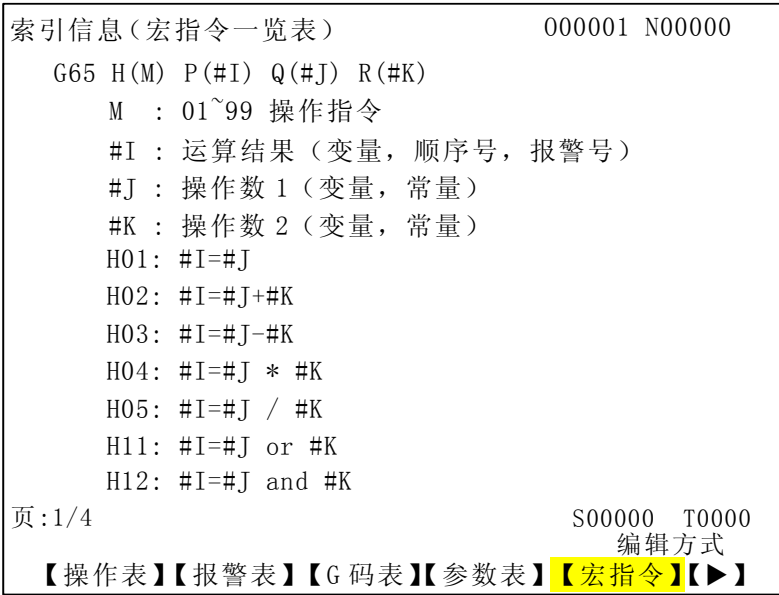 索引信息(宏指令一览表) O00001 N00000
G65 H(M) P(#I) Q(#J) R(#K)
M : 01~99 操作指令
#I : 运算结果（变量，顺序号，报警号）
#J : 操作数 1（变量，常量）
#K : 操作数 2（变量，常量）
H01: #I=#J
H02: #I=#J+#K
H03: #I=#J-#K
H04: #I=#J * #K
H05: #I=#J / #K
H11: #I=#J or #K
H12: #I=#J and #K
页:1/4 S00000 T0000
编辑方式
【操作表】【报警表】【G 码表】【参数表】【宏指令】【▶】